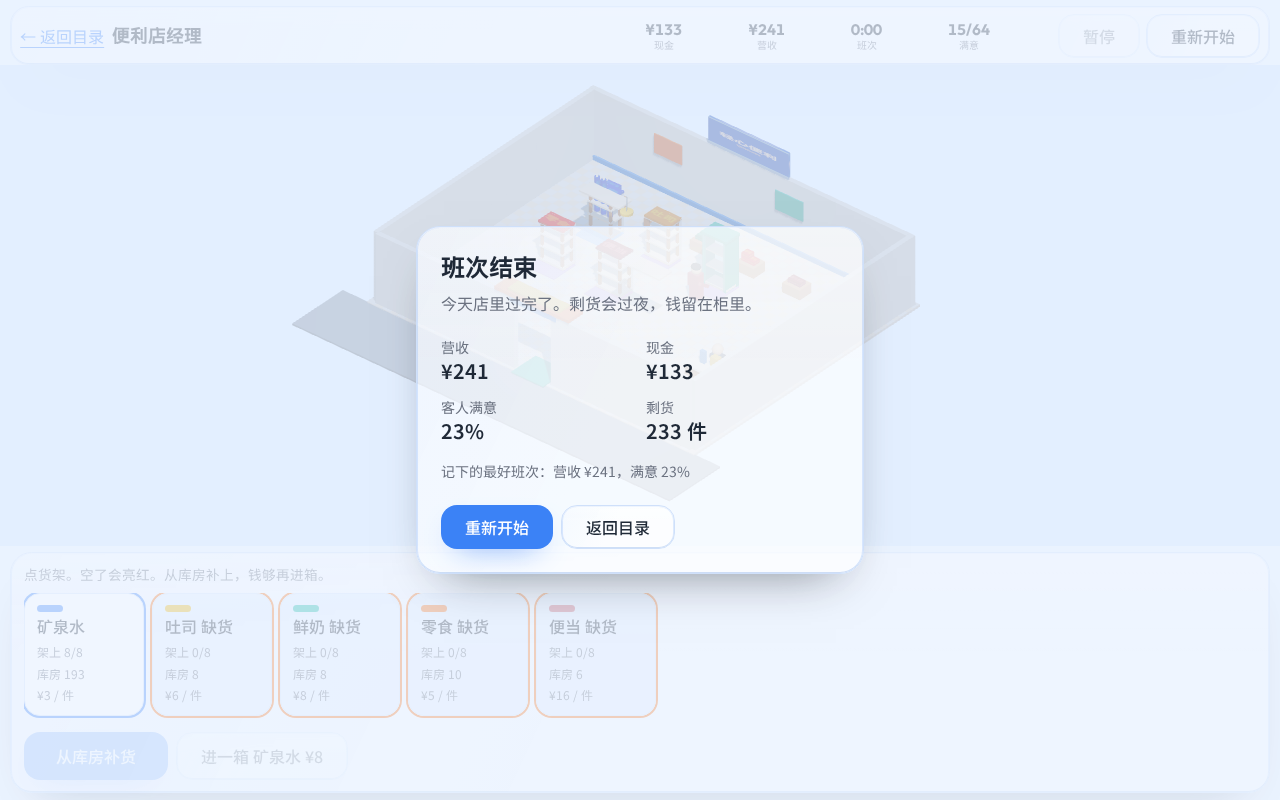 ← 返回目录 便利店经理
¥133
现金
¥241
营收
0:00
班次
15/64
满意
暂停
重新开始
班次结束
今天店里过完了。剩货会过夜，钱留在柜里。
营收
¥241
现金
¥133
客人满意
23%
剩货
233 件
记下的最好班次：营收 ¥241，满意 23%
重新开始
返回目录
点货架。空了会亮红。从库房补上，钱够再进箱。
矿泉水
架上 8/8
库房 193
¥3 / 件
吐司 缺货
架上 0/8
库房 8
¥6 / 件
鲜奶 缺货
架上 0/8
库房 8
¥8 / 件
零食 缺货
架上 0/8
库房 10
¥5 / 件
便当 缺货
架上 0/8
库房 6
¥16 / 件
从库房补货
进一箱 矿泉水 ¥8